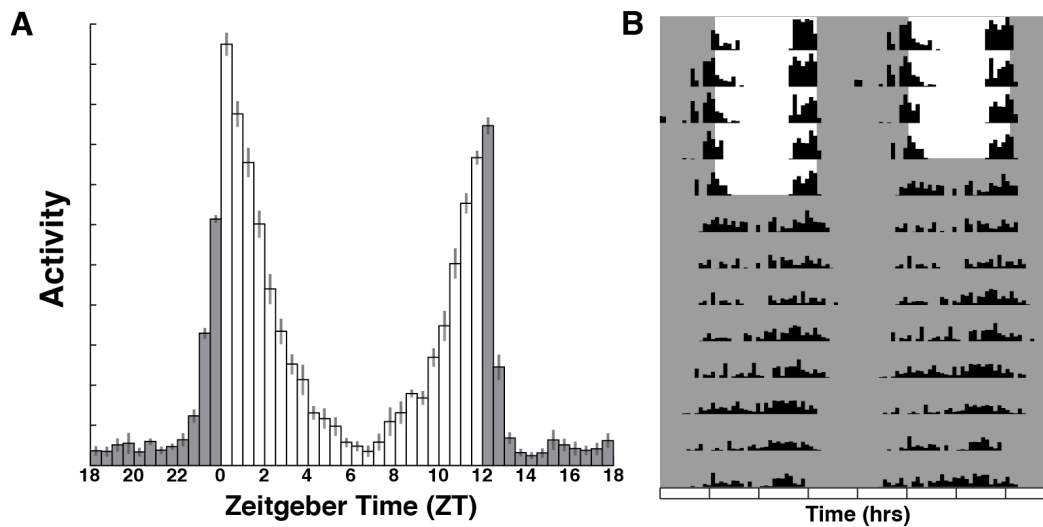 A
Activity
18 20 22 0 2 4 6 8 10 12 14 16 18
Zeitgeber Time (ZT)
B
Time (hrs)